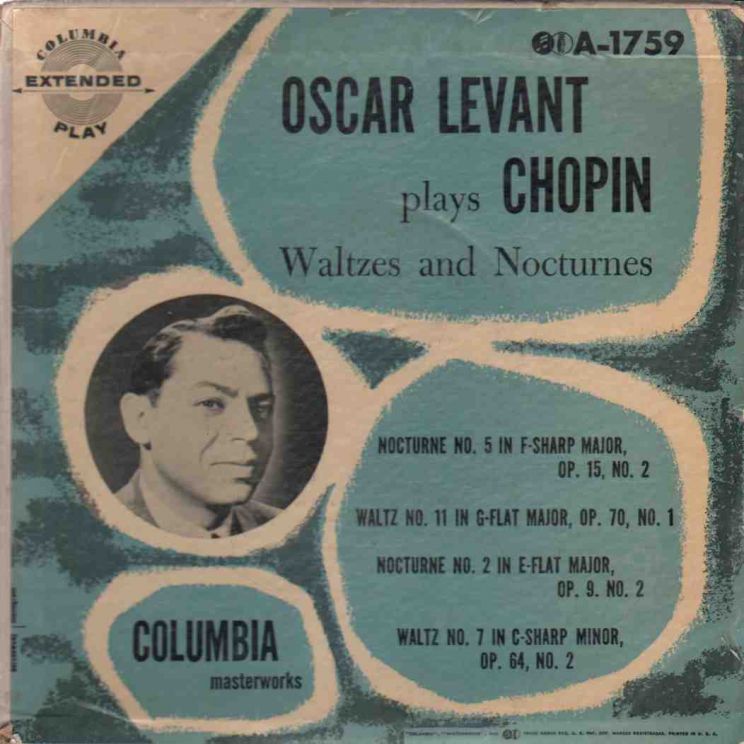 COLUMBIA
EXTENDED
PLAY
A-1759
OSCAR LEVANT
plays CHOPIN
Waltzes and Nocturnes
NOCTURNE NO. 5 IN F-SHARP MAJOR,
OP. 15, NO. 2
WALTZ NO. 11 IN G-FLAT MAJOR, OP. 70, NO. 1
NOCTURNE NO. 2 IN E-FLAT MAJOR,
OP. 9. NO. 2
WALTZ NO. 7 IN C-SHARP MINOR,
OP. 64, NO. 2
COLUMBIA
masterworks
PRINTED IN U. S. A.